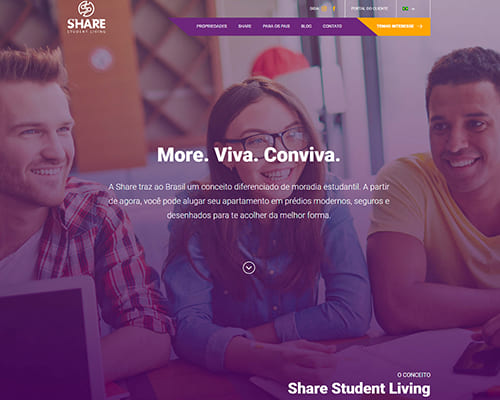 SHARE
STUDENT LIVING
SIGA:
PORTAL DO CLIENTE
PROPRIEDADES SHARE PARA OS PAIS BLOG CONTATO TENHO INTERESSE
More. Viva. Conviva.
A Share traz ao Brasil um conceito diferenciado de moradia estudantil. A partir
de agora, você pode alugar seu apartamento em prédios modernos, seguros e
desenhados para te acolher da melhor forma.
O CONCEITO
Share Student Living